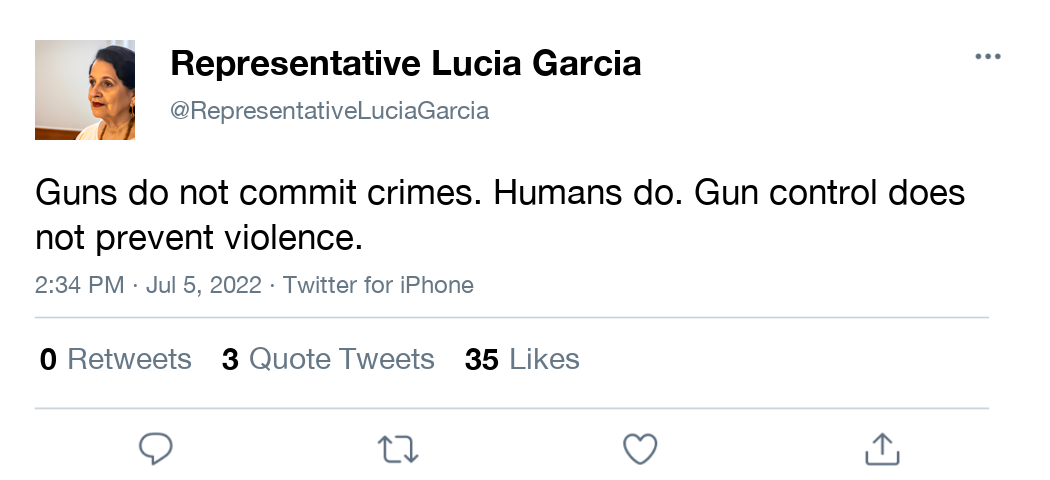 Representative Lucia Garcia
@RepresentativeLuciaGarcia
Guns do not commit crimes. Humans do. Gun control does
not prevent violence.
2:34 PM · Jul 5, 2022 · Twitter for iPhone
0 Retweets 3 Quote Tweets 35 Likes